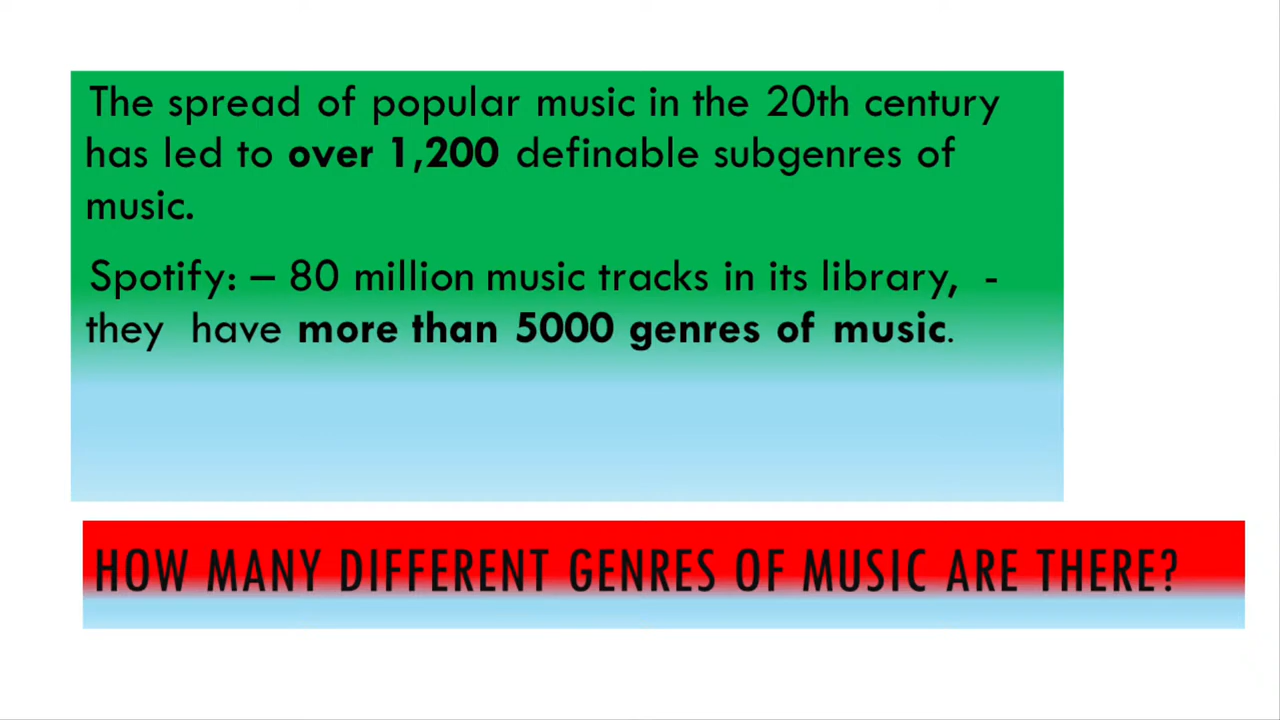 The spread of popular music in the 20th century
has led to over 1,200 definable subgenres of
music.
Spotify: – 80 million music tracks in its library, -
they have more than 5000 genres of music.
HOW MANY DIFFERENT GENRES OF MUSIC ARE THERE?